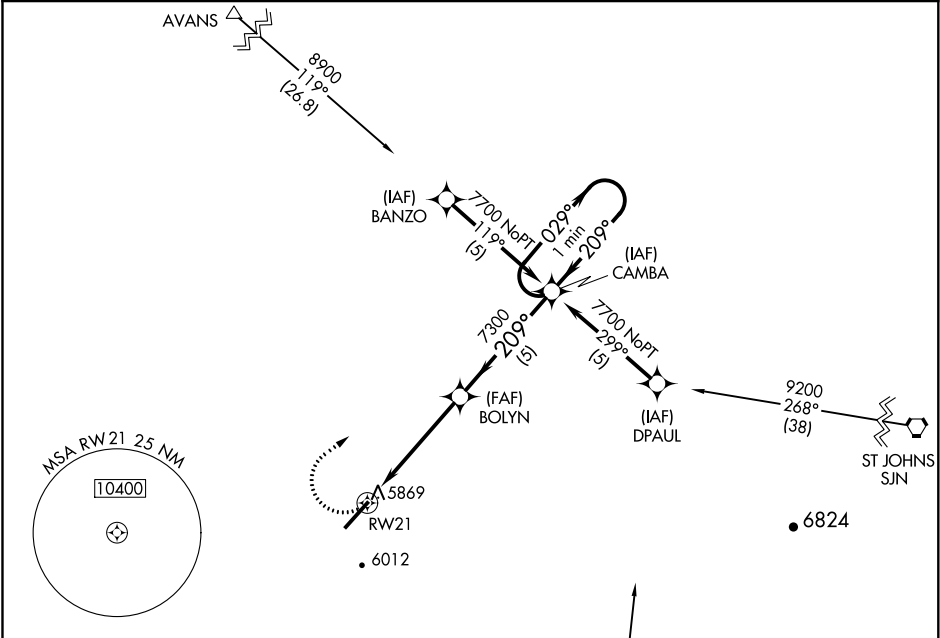 AVANS
8900
119°
(26.8)
(IAF)
BANZO
7700 NoPT
119°
(5)
029°
1 min
209°
(IAF)
CAMBA
7300
209°
(5)
7700 NoPT
299°
(5)
(FAF)
BOLYN
(IAF)
DPAUL
9200
268°
(38)
ST JOHNS
SJN
MSA RW21 25 NM
10400
5869
RW21
6012
6824